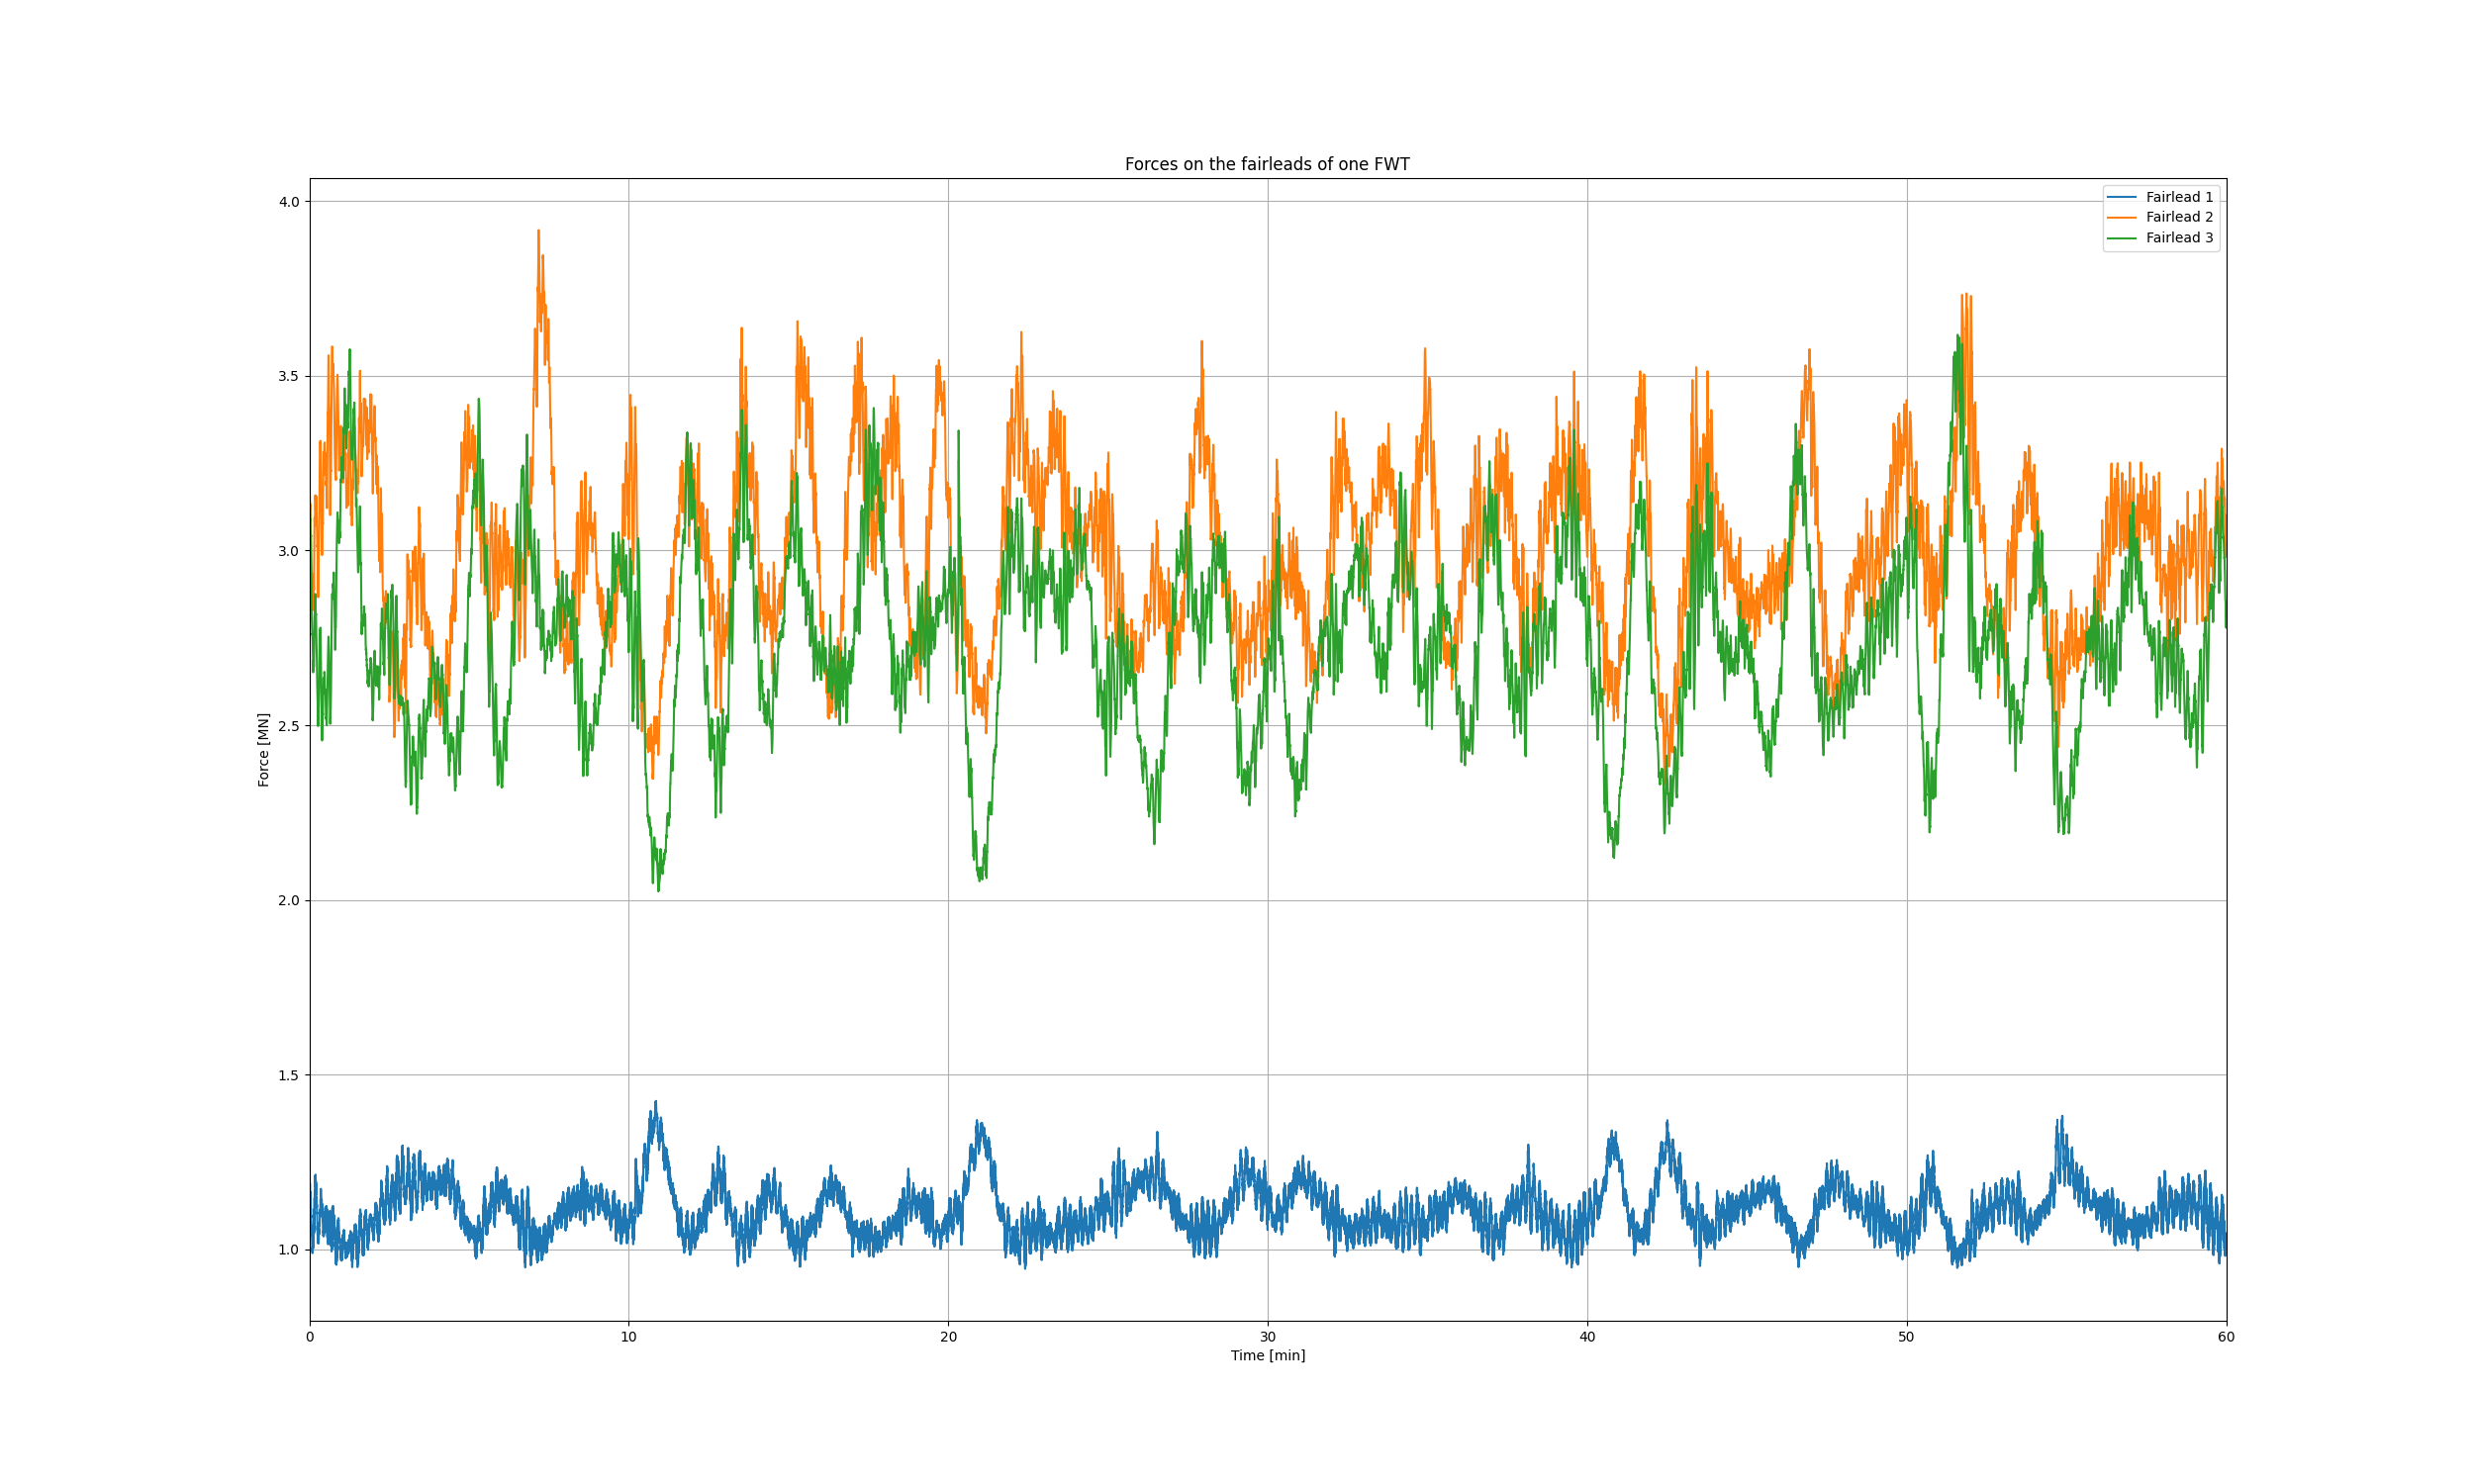 Forces on the fairleads of one FWT
Fairlead 1
Fairlead 2
Fairlead 3
Force [MN]
4.0
3.5
3.0
2.5
2.0
1.5
1.0
0 10 20 30 40 50 60
Time [min]